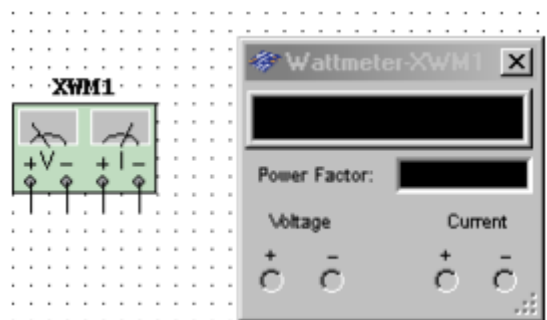 XWM1
+ V - + I -
Wattmeter-XWM1
Power Factor:
Voltage Current
+ - + -